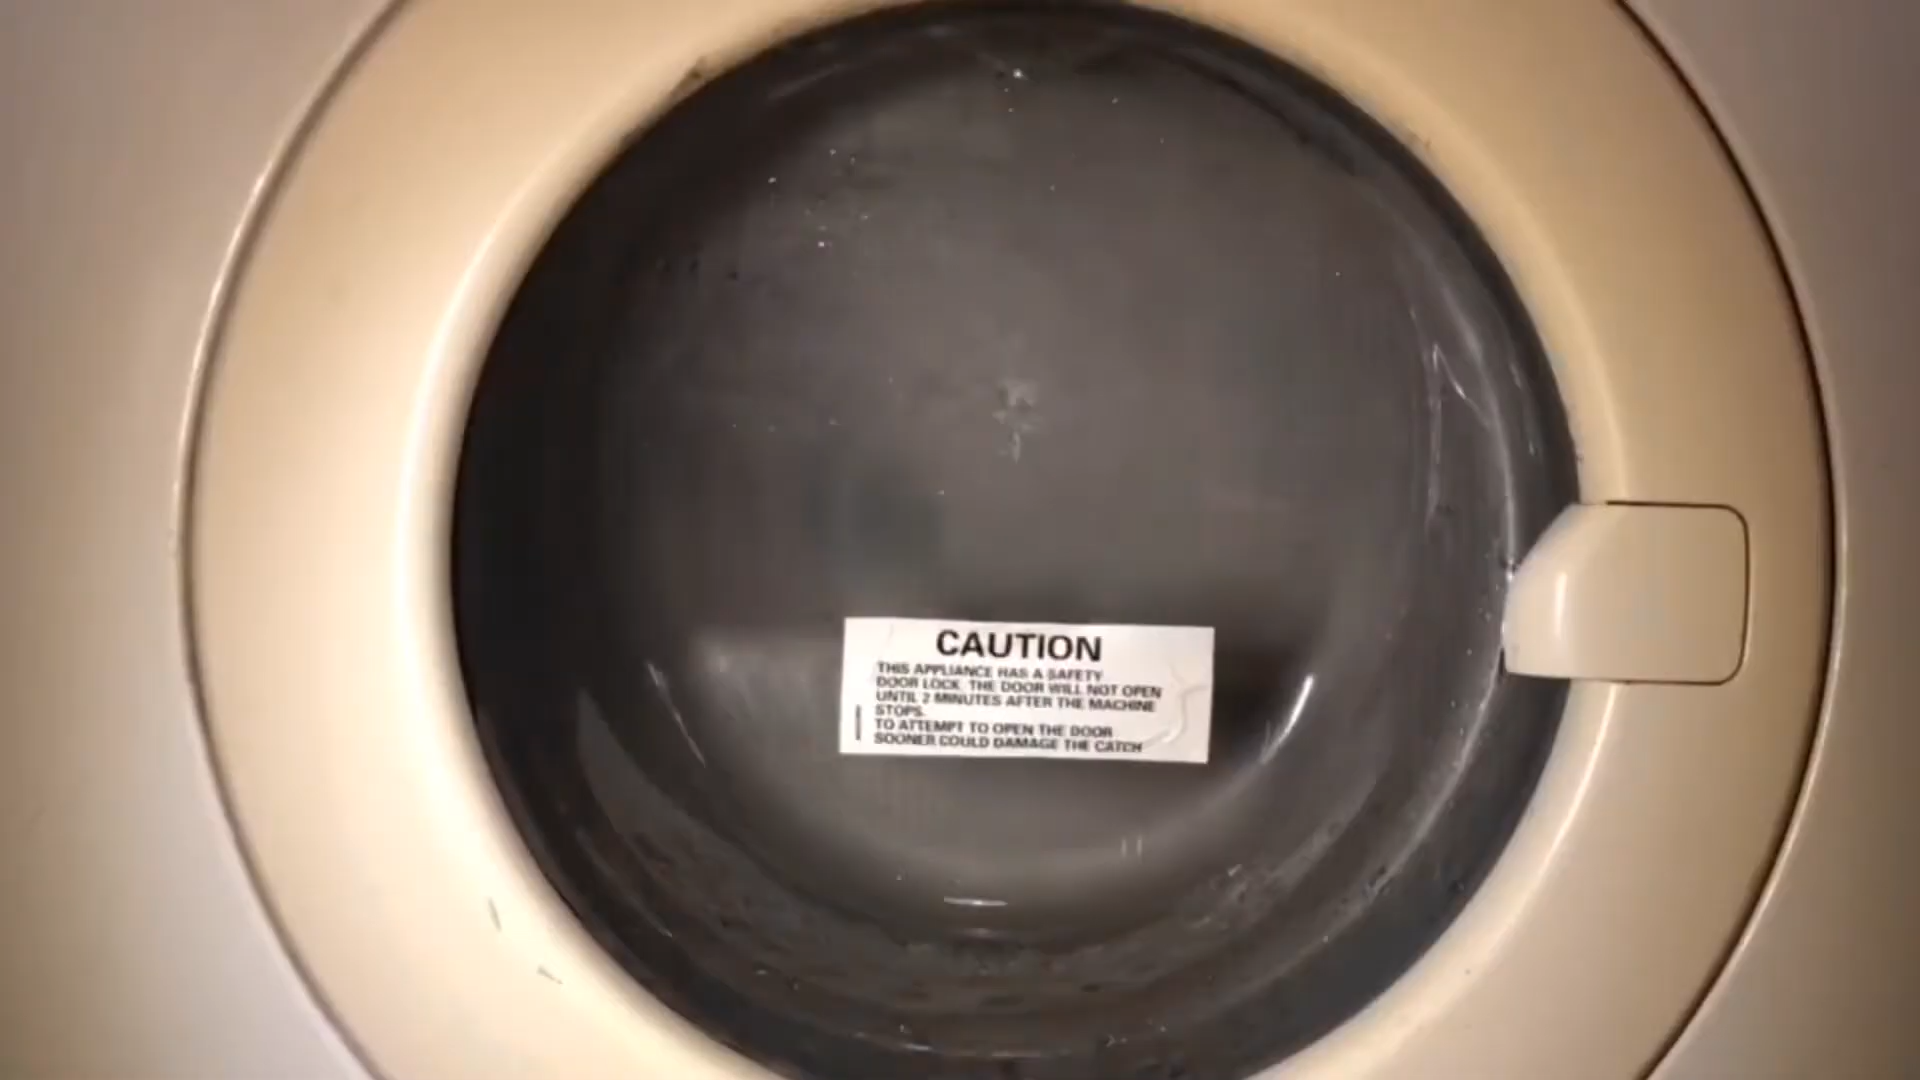 CAUTION
THIS APPLIANCE HAS A SAFETY
DOOR LOCK. THE DOOR WILL NOT OPEN
UNTIL 2 MINUTES AFTER THE MACHINE
STOPS.
TO ATTEMPT TO OPEN THE DOOR
SOONER COULD DAMAGE THE CATCH